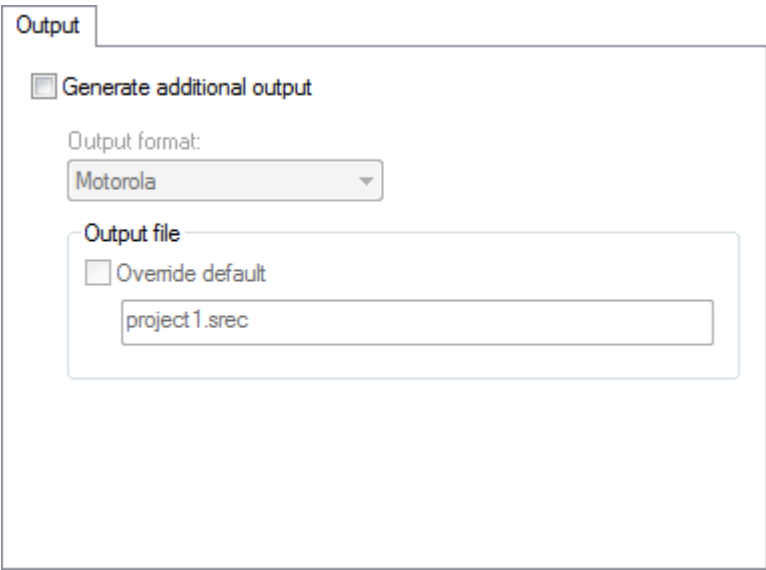 Output
Generate additional output
Output format:
Motorola
Output file
Override default
project1.srec